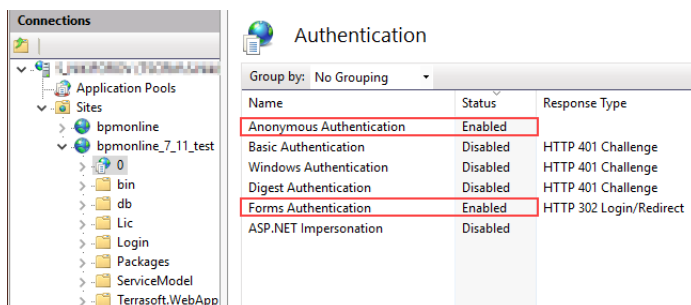 Connections
Application Pools
Sites
bpmonline
bpmonline_7_11_test
0
bin
db
Lic
Login
Packages
ServiceModel
Terrasoft.WebApp
Authentication
Group by: No Grouping
Name Status Response Type
Anonymous Authentication Enabled
Basic Authentication Disabled HTTP 401 Challenge
Windows Authentication Disabled HTTP 401 Challenge
Digest Authentication Disabled HTTP 401 Challenge
Forms Authentication Enabled HTTP 302 Login/Redirect
ASP.NET Impersonation Disabled